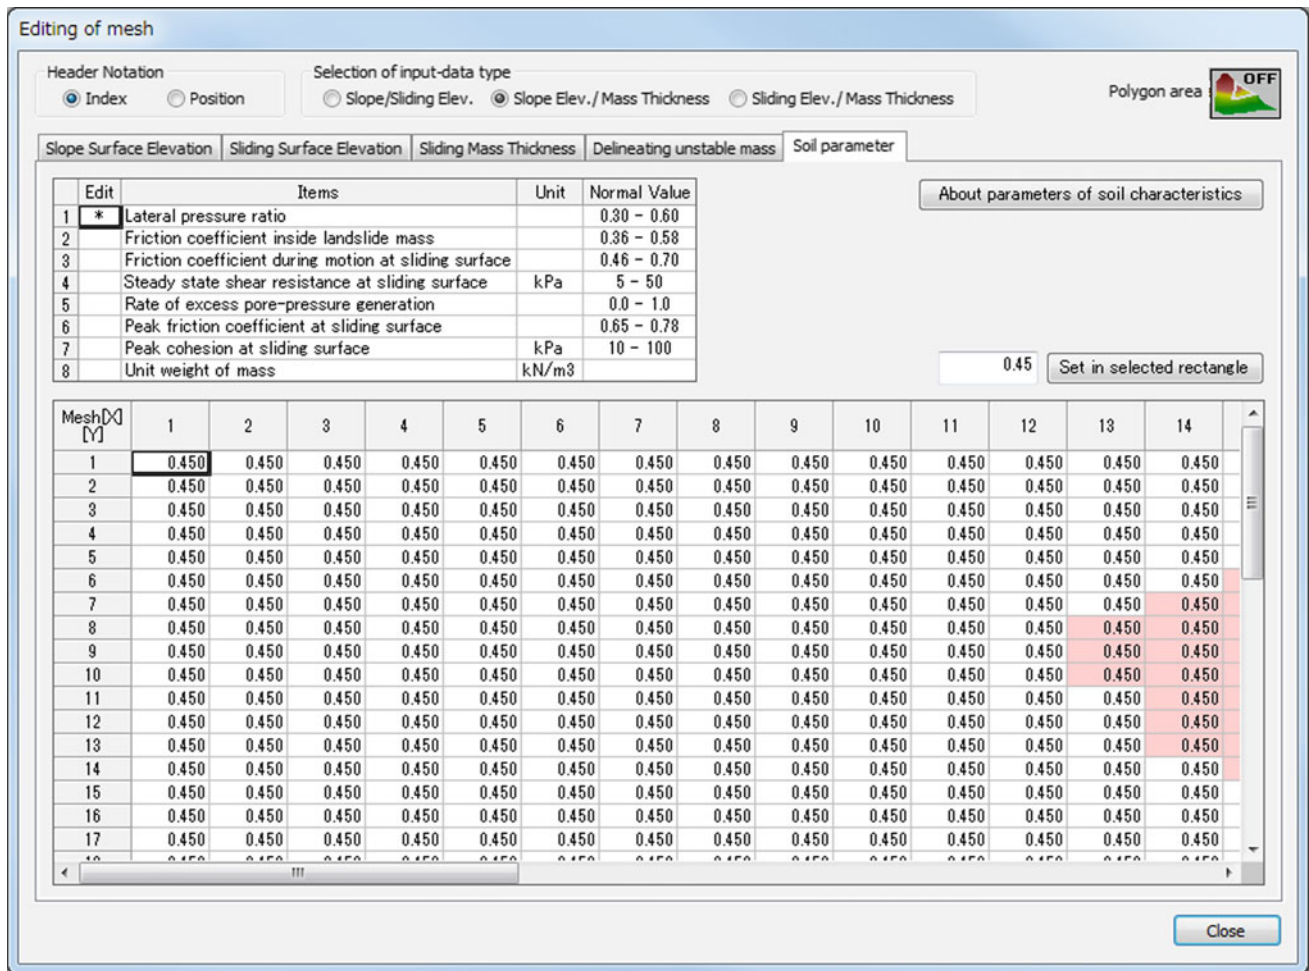 Editing of mesh
Header Notation
Index Position
Selection of input-data type
Slope/Sliding Elev. Slope Elev./ Mass Thickness Sliding Elev./ Mass Thickness
Polygon area
OFF
Slope Surface Elevation Sliding Surface Elevation Sliding Mass Thickness Delineating unstable mass Soil parameter
Edit Items Unit Normal Value
1 * Lateral pressure ratio 0.30 - 0.60
2 Friction coefficient inside landslide mass 0.36 - 0.58
3 Friction coefficient during motion at sliding surface 0.46 - 0.70
4 Steady state shear resistance at sliding surface kPa 5 - 50
5 Rate of excess pore-pressure generation 0.0 - 1.0
6 Peak friction coefficient at sliding surface 0.65 - 0.78
7 Peak cohesion at sliding surface kPa 10 - 100
8 Unit weight of mass kN/m3
About parameters of soil characteristics
0.45 Set in selected rectangle
Mesh[X] 1 2 3 4 5 6 7 8 9 10 11 12 13 14
[Y]
1 0.450 0.450 0.450 0.450 0.450 0.450 0.450 0.450 0.450 0.450 0.450 0.450 0.450 0.450
2 0.450 0.450 0.450 0.450 0.450 0.450 0.450 0.450 0.450 0.450 0.450 0.450 0.450 0.450
3 0.450 0.450 0.450 0.450 0.450 0.450 0.450 0.450 0.450 0.450 0.450 0.450 0.450 0.450
4 0.450 0.450 0.450 0.450 0.450 0.450 0.450 0.450 0.450 0.450 0.450 0.450 0.450 0.450
5 0.450 0.450 0.450 0.450 0.450 0.450 0.450 0.450 0.450 0.450 0.450 0.450 0.450 0.450
6 0.450 0.450 0.450 0.450 0.450 0.450 0.450 0.450 0.450 0.450 0.450 0.450 0.450 0.450
7 0.450 0.450 0.450 0.450 0.450 0.450 0.450 0.450 0.450 0.450 0.450 0.450 0.450 0.450
8 0.450 0.450 0.450 0.450 0.450 0.450 0.450 0.450 0.450 0.450 0.450 0.450 0.450 0.450
9 0.450 0.450 0.450 0.450 0.450 0.450 0.450 0.450 0.450 0.450 0.450 0.450 0.450 0.450
10 0.450 0.450 0.450 0.450 0.450 0.450 0.450 0.450 0.450 0.450 0.450 0.450 0.450 0.450
11 0.450 0.450 0.450 0.450 0.450 0.450 0.450 0.450 0.450 0.450 0.450 0.450 0.450 0.450
12 0.450 0.450 0.450 0.450 0.450 0.450 0.450 0.450 0.450 0.450 0.450 0.450 0.450 0.450
13 0.450 0.450 0.450 0.450 0.450 0.450 0.450 0.450 0.450 0.450 0.450 0.450 0.450 0.450
14 0.450 0.450 0.450 0.450 0.450 0.450 0.450 0.450 0.450 0.450 0.450 0.450 0.450 0.450
15 0.450 0.450 0.450 0.450 0.450 0.450 0.450 0.450 0.450 0.450 0.450 0.450 0.450 0.450
16 0.450 0.450 0.450 0.450 0.450 0.450 0.450 0.450 0.450 0.450 0.450 0.450 0.450 0.450
17 0.450 0.450 0.450 0.450 0.450 0.450 0.450 0.450 0.450 0.450 0.450 0.450 0.450 0.450
Close